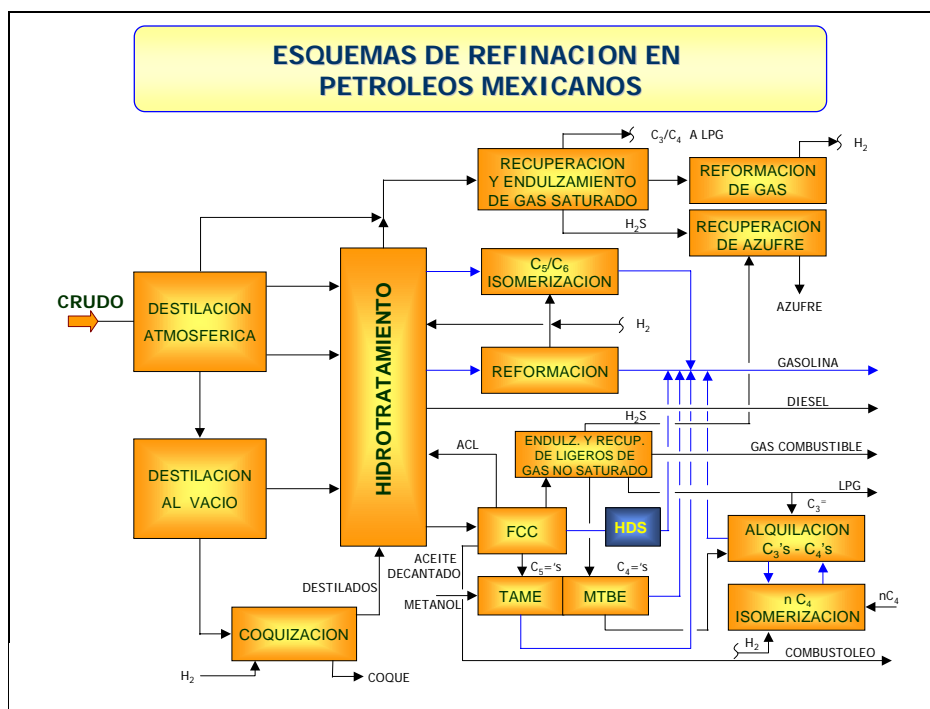 ESQUEMAS DE REFINACION EN
PETROLEOS MEXICANOS
C3/C4 A LPG
H2
RECUPERACION
Y ENDULZAMIENTO
DE GAS SATURADO
REFORMACION
DE GAS
H2S
RECUPERACION
DE AZUFRE
CRUDO
DESTILACION
ATMOSFERICA
HIDROTRATAMIENTO
C5/C6
ISOMERIZACION
AZUFRE
H2
REFORMACION
GASOLINA
DIESEL
H2S
ACL
ENDULZ. Y RECUP.
DE LIGEROS DE
GAS NO SATURADO
GAS COMBUSTIBLE
DESTILACION
AL VACIO
LPG
C3=
FCC
HDS
ALQUILACION
C3's - C4's
ACEITE
DECANTADO
C5='s
C4='s
DESTILADOS
METANOL
TAME
MTBE
n C4
ISOMERIZACION
nC4
COQUIZACION
H2
COMBUSTOLEO
H2
COQUE